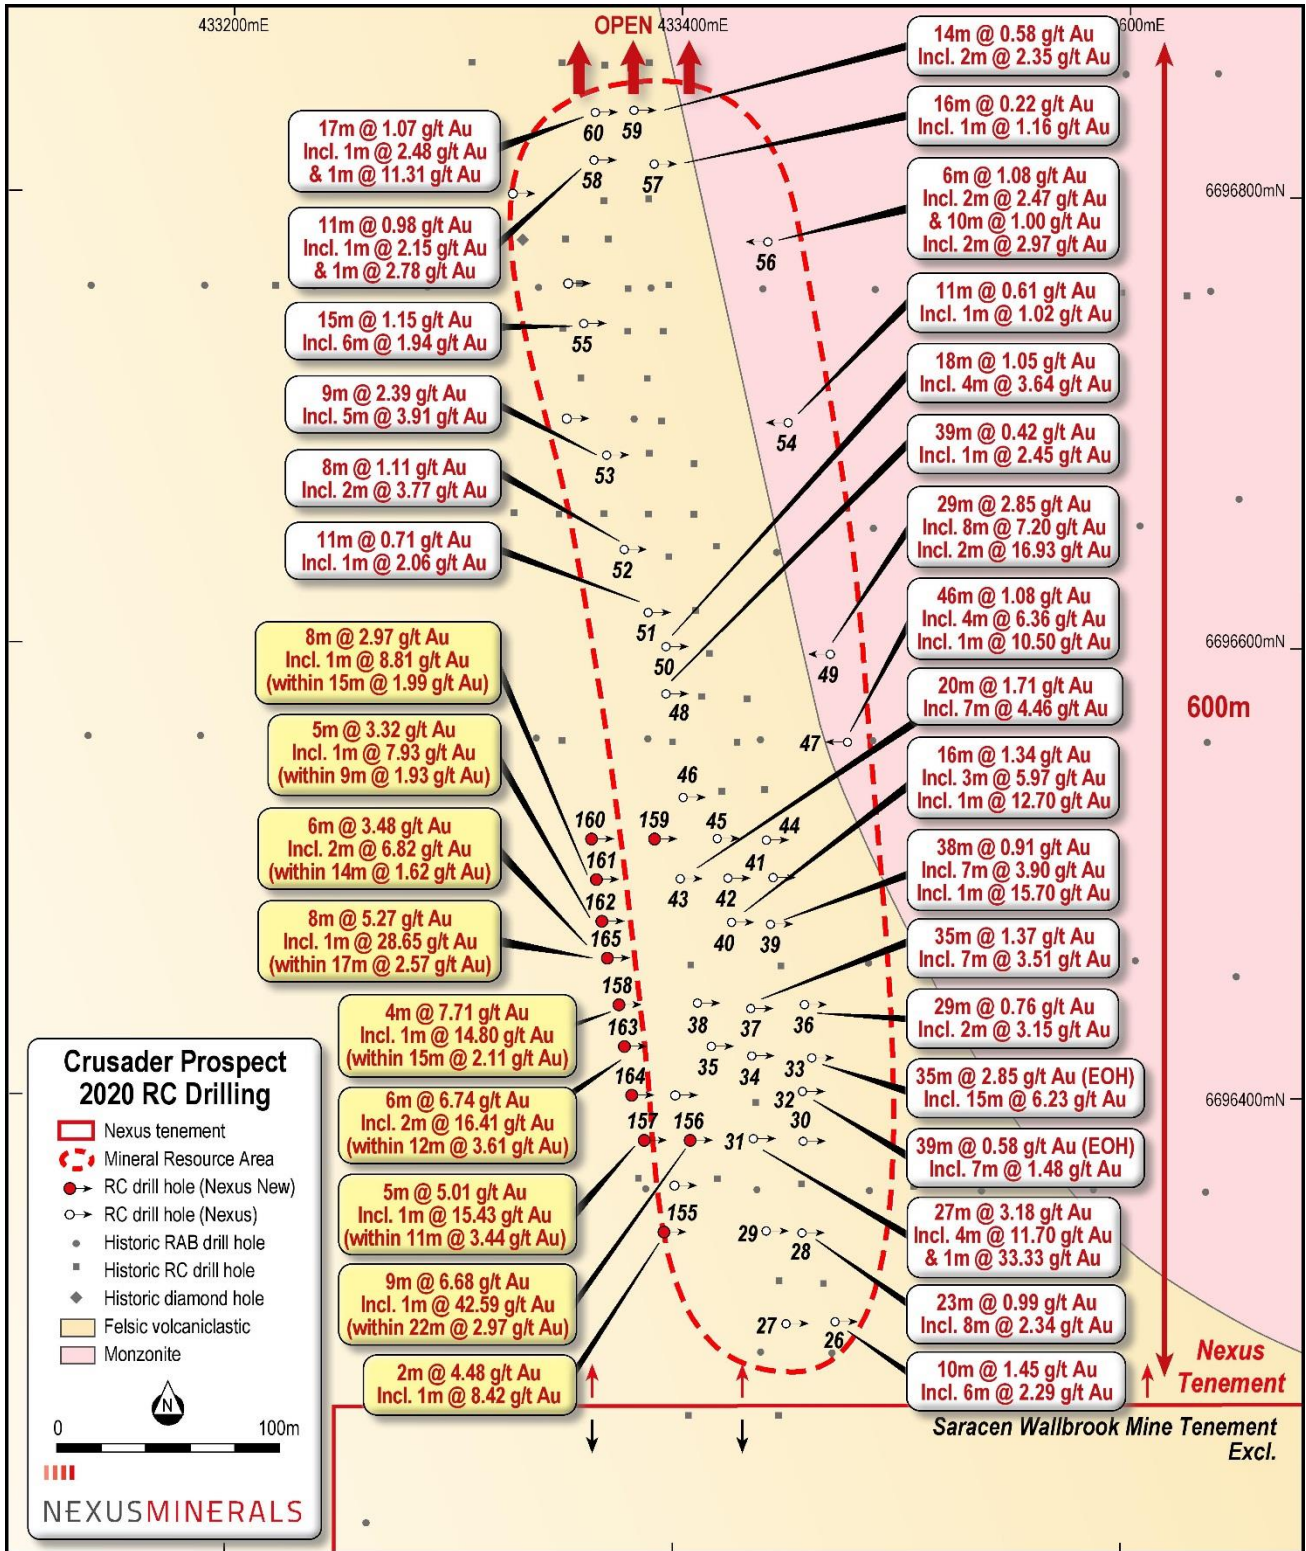 433200mE
OPEN
433400mE
600mE
14m @ 0.58 g/t Au
Incl. 2m @ 2.35 g/t Au
16m @ 0.22 g/t Au
Incl. 1m @ 1.16 g/t Au
6m @ 1.08 g/t Au
Incl. 2m @ 2.47 g/t Au
& 10m @ 1.00 g/t Au
Incl. 2m @ 2.97 g/t Au
11m @ 0.61 g/t Au
Incl. 1m @ 1.02 g/t Au
18m @ 1.05 g/t Au
Incl. 4m @ 3.64 g/t Au
39m @ 0.42 g/t Au
Incl. 1m @ 2.45 g/t Au
29m @ 2.85 g/t Au
Incl. 8m @ 7.20 g/t Au
Incl. 2m @ 16.93 g/t Au
46m @ 1.08 g/t Au
Incl. 4m @ 6.36 g/t Au
Incl. 1m @ 10.50 g/t Au
20m @ 1.71 g/t Au
Incl. 7m @ 4.46 g/t Au
16m @ 1.34 g/t Au
Incl. 3m @ 5.97 g/t Au
Incl. 1m @ 12.70 g/t Au
38m @ 0.91 g/t Au
Incl. 7m @ 3.90 g/t Au
Incl. 1m @ 15.70 g/t Au
35m @ 1.37 g/t Au
Incl. 7m @ 3.51 g/t Au
29m @ 0.76 g/t Au
Incl. 2m @ 3.15 g/t Au
35m @ 2.85 g/t Au (EOH)
Incl. 15m @ 6.23 g/t Au
39m @ 0.58 g/t Au (EOH)
Incl. 7m @ 1.48 g/t Au
27m @ 3.18 g/t Au
Incl. 4m @ 11.70 g/t Au
& 1m @ 33.33 g/t Au
23m @ 0.99 g/t Au
Incl. 8m @ 2.34 g/t Au
10m @ 1.45 g/t Au
Incl. 6m @ 2.29 g/t Au
17m @ 1.07 g/t Au
Incl. 1m @ 2.48 g/t Au
& 1m @ 11.31 g/t Au
11m @ 0.98 g/t Au
Incl. 1m @ 2.15 g/t Au
& 1m @ 2.78 g/t Au
15m @ 1.15 g/t Au
Incl. 6m @ 1.94 g/t Au
9m @ 2.39 g/t Au
Incl. 5m @ 3.91 g/t Au
8m @ 1.11 g/t Au
Incl. 2m @ 3.77 g/t Au
11m @ 0.71 g/t Au
Incl. 1m @ 2.06 g/t Au
8m @ 2.97 g/t Au
Incl. 1m @ 8.81 g/t Au
(within 15m @ 1.99 g/t Au)
5m @ 3.32 g/t Au
Incl. 1m @ 7.93 g/t Au
(within 9m @ 1.93 g/t Au)
6m @ 3.48 g/t Au
Incl. 2m @ 6.82 g/t Au
(within 14m @ 1.62 g/t Au)
8m @ 5.27 g/t Au
Incl. 1m @ 28.65 g/t Au
(within 17m @ 2.57 g/t Au)
4m @ 7.71 g/t Au
Incl. 1m @ 14.80 g/t Au
(within 15m @ 2.11 g/t Au)
6m @ 6.74 g/t Au
Incl. 2m @ 16.41 g/t Au
(within 12m @ 3.61 g/t Au)
5m @ 5.01 g/t Au
Incl. 1m @ 15.43 g/t Au
(within 11m @ 3.44 g/t Au)
9m @ 6.68 g/t Au
Incl. 1m @ 42.59 g/t Au
(within 22m @ 2.97 g/t Au)
2m @ 4.48 g/t Au
Incl. 1m @ 8.42 g/t Au
60
59
58
57
56
55
54
53
52
51
50
49
48
47
46
160
159
45
44
161
43
42
41
162
40
39
165
158
38
37
36
163
35
34
33
164
32
157
156
31
30
155
29
28
27
26
6696800mN
6696600mN
6696400mN
600m
Nexus
Tenement
Saracen Wallbrook Mine Tenement
Excl.
Crusader Prospect
2020 RC Drilling
Nexus tenement
Mineral Resource Area
RC drill hole (Nexus New)
RC drill hole (Nexus)
Historic RAB drill hole
Historic RC drill hole
Historic diamond hole
Felsic volcaniclastic
Monzonite
N
0
100m
NEXUSMINERALS